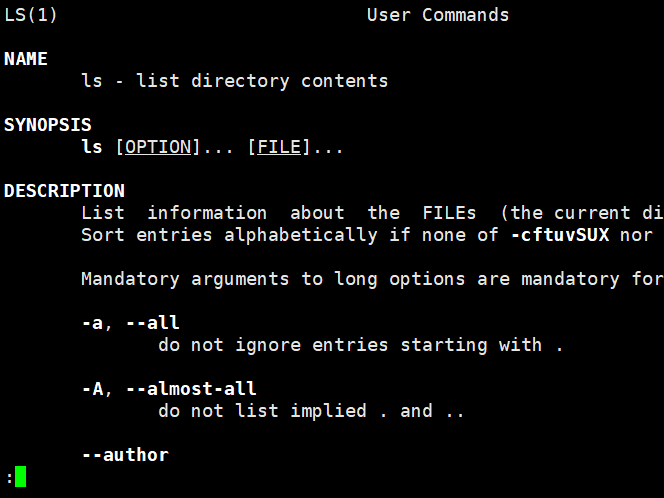 LS(1) User Commands
NAME
ls - list directory contents
SYNOPSIS
ls [OPTION]... [FILE]...
DESCRIPTION
List information about the FILEs (the current di
Sort entries alphabetically if none of -cftuvSUX nor
Mandatory arguments to long options are mandatory for
-a, --all
do not ignore entries starting with .
-A, --almost-all
do not list implied . and ..
--author
: